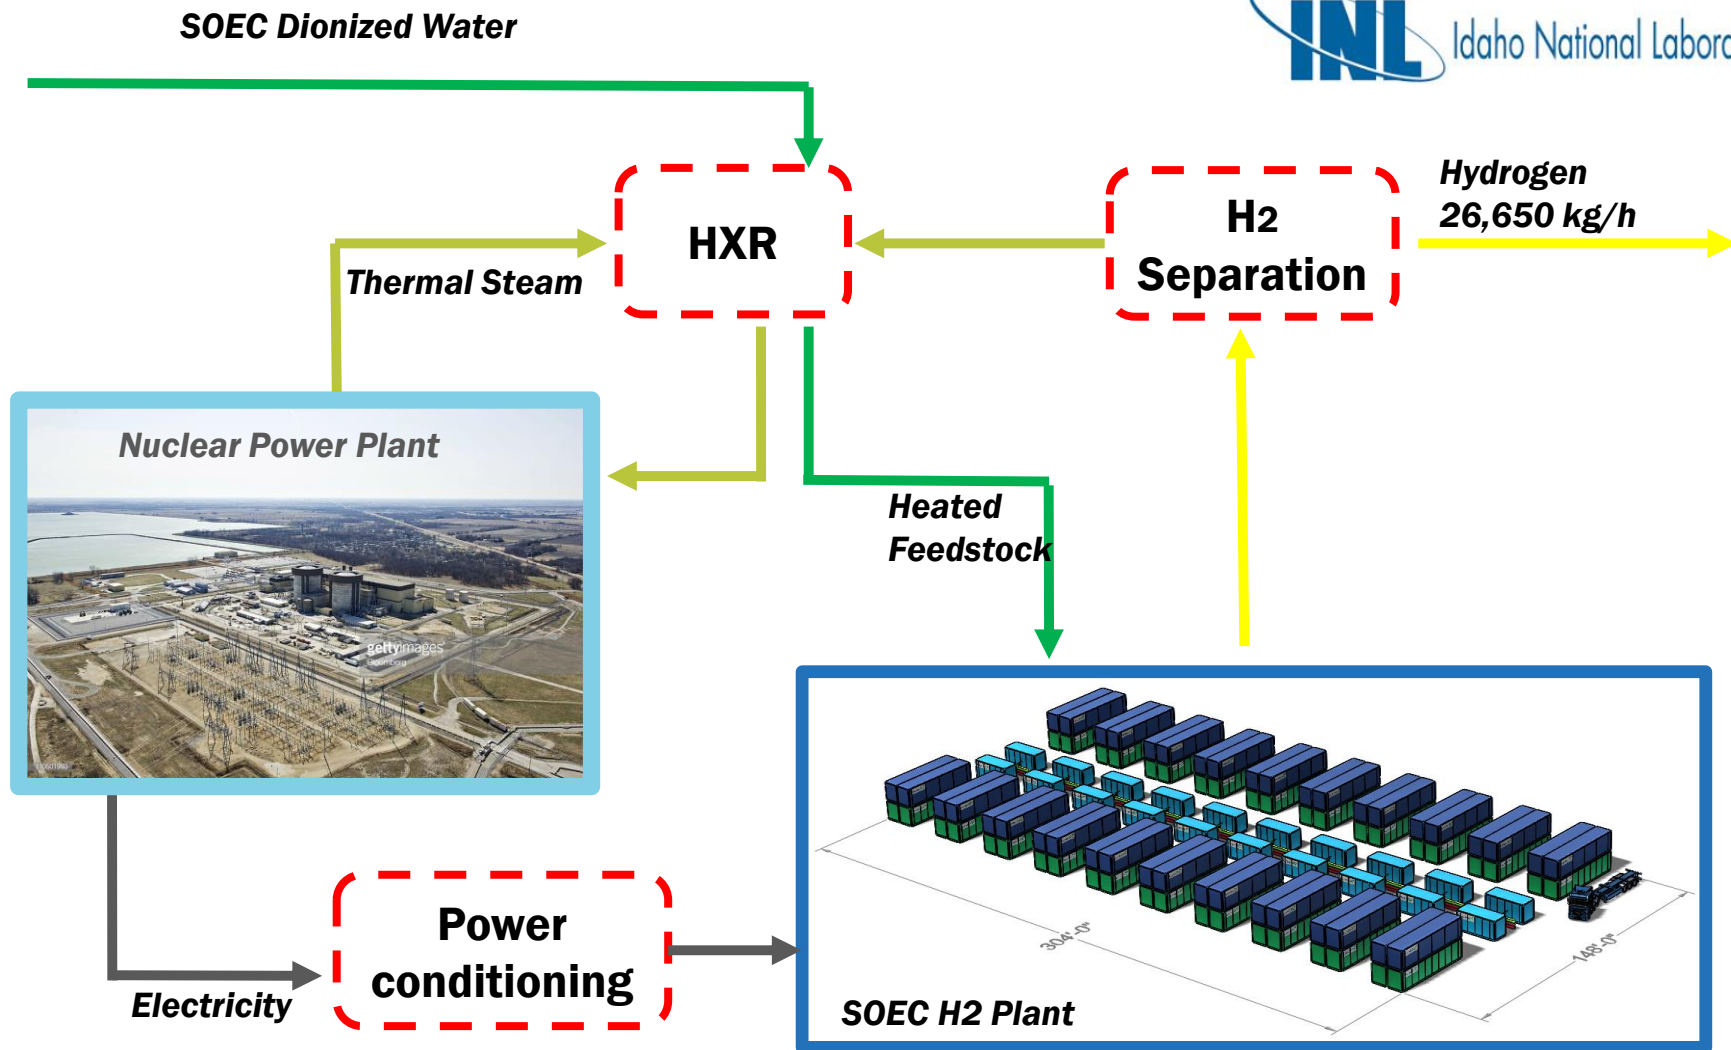 SOEC Dionized Water
INL Idaho National Labora
Hydrogen
26,650 kg/h
HXR
H2
Separation
Thermal Steam
Nuclear Power Plant
Heated
Feedstock
gettyimages
Bloomberg
304'-0"
148'-0"
Power
conditioning
Electricity
SOEC H2 Plant